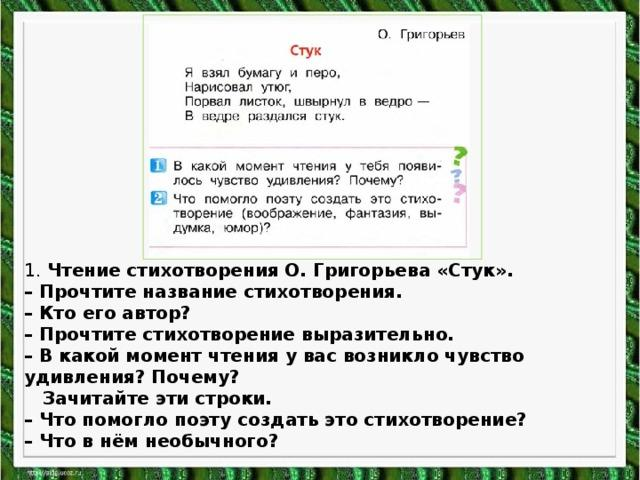 О. Григорьев
Стук
Я взял бумагу и перо,
Нарисовал утюг,
Порвал листок, швырнул в ведро —
В ведре раздался стук.
1 В какой момент чтения у тебя появи-
лось чувство удивления? Почему?
2 Что помогло поэту создать это стихо-
творение (воображение, фантазия, вы-
думка, юмор)?
? ? ?
1. Чтение стихотворения О. Григорьева «Стук».
– Прочтите название стихотворения.
– Кто его автор?
– Прочтите стихотворение выразительно.
– В какой момент чтения у вас возникло чувство
удивления? Почему?
Зачитайте эти строки.
– Что помогло поэту создать это стихотворение?
– Что в нём необычного?